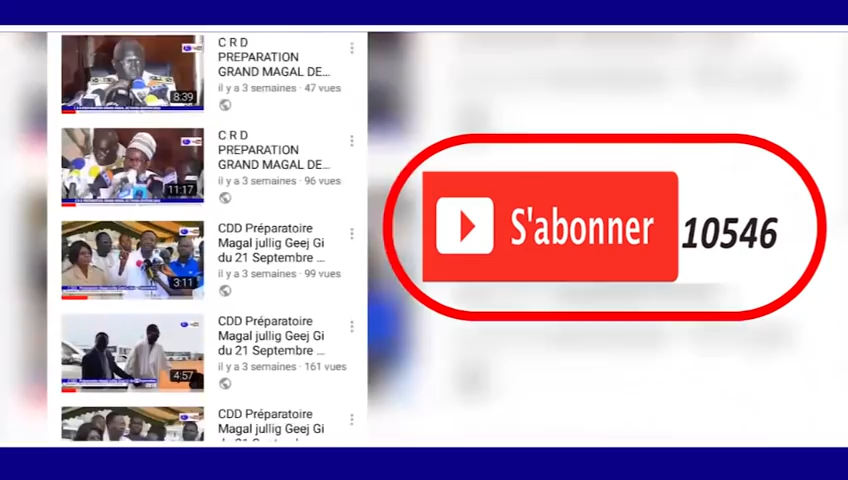 C R D
PREPARATION
GRAND MAGAL DE...
il y a 3 semaines · 47 vues
8:39
C R D
PREPARATION
GRAND MAGAL DE...
il y a 3 semaines · 96 vues
11:17
CDD Préparatoire
Magal jullig Geej Gi
du 21 Septembre ...
il y a 3 semaines · 99 vues
3:11
CDD Préparatoire
Magal jullig Geej Gi
du 21 Septembre ...
il y a 3 semaines · 161 vues
4:57
CDD Préparatoire
Magal jullig Geej Gi
S'abonner
10546